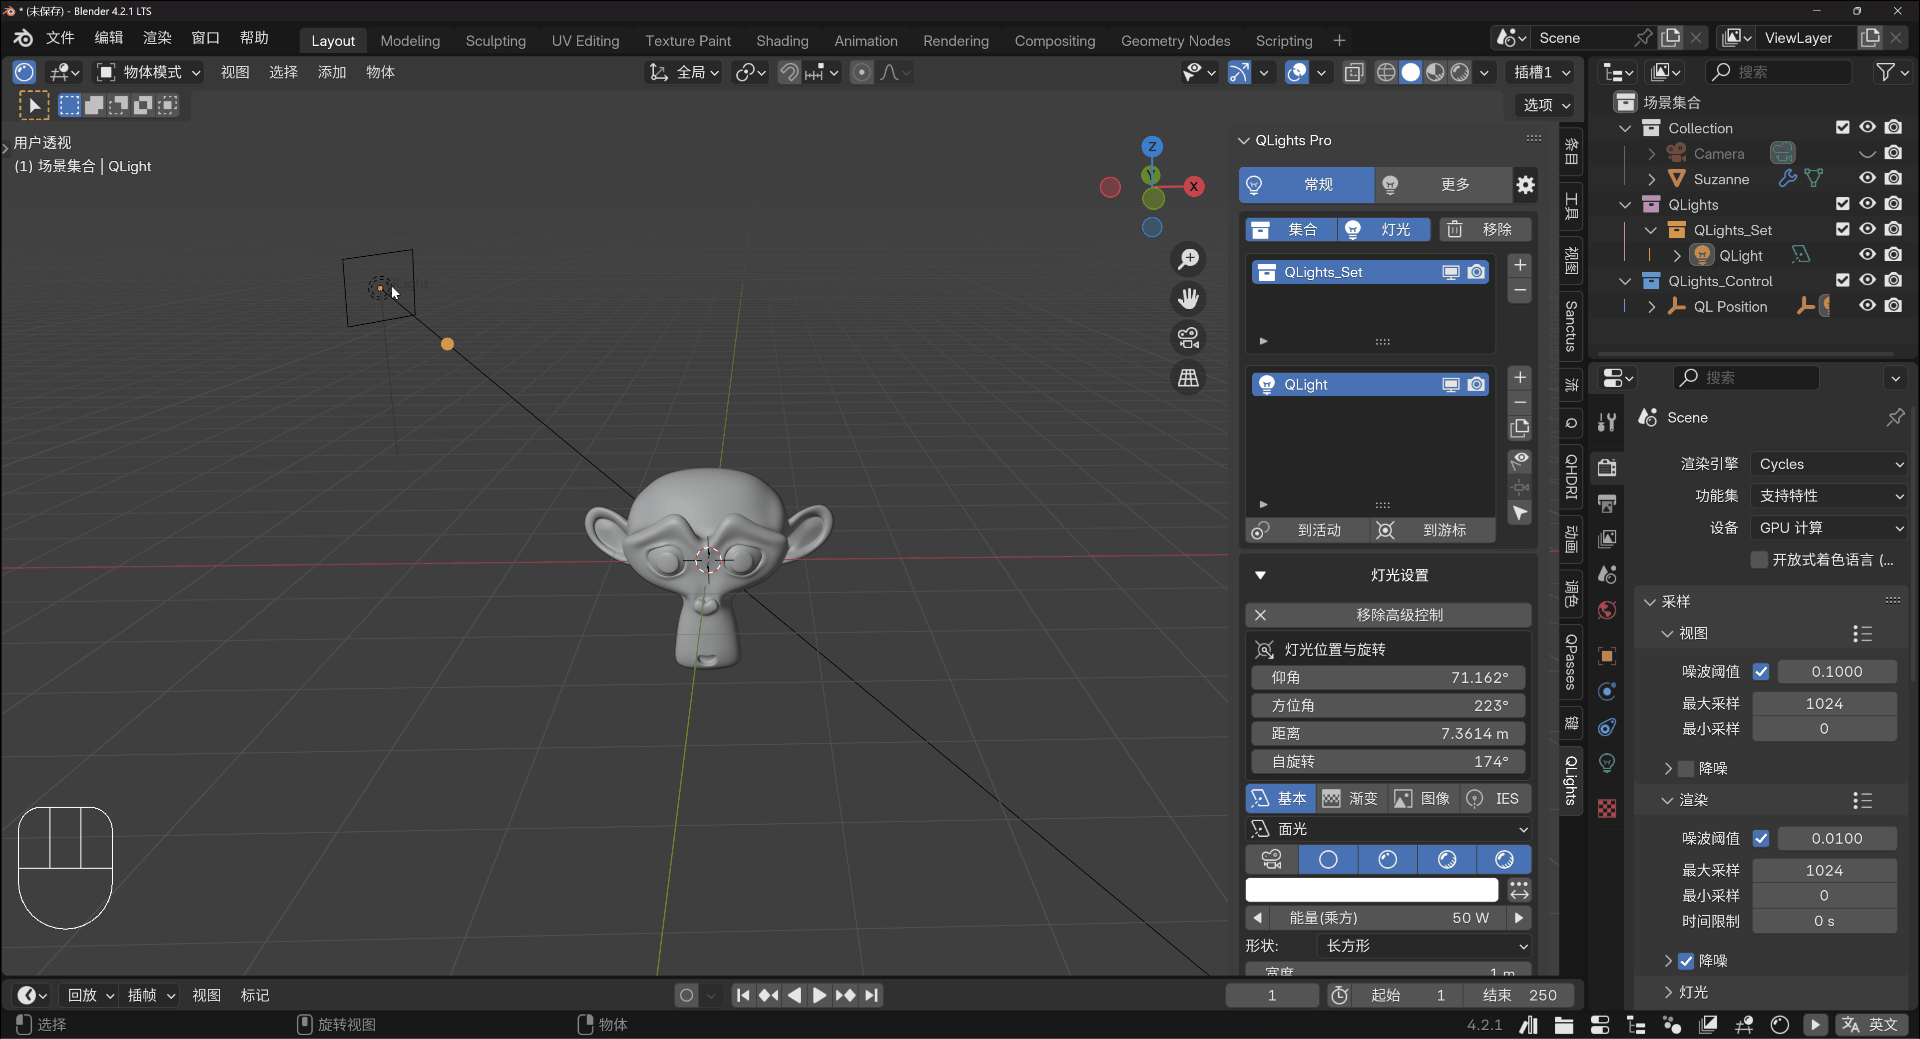 * (未保存) - Blender 4.2.1 LTS
文件 编辑 渲染 窗口 帮助 Layout Modeling Sculpting UV Editing Texture Paint Shading Animation Rendering Compositing Geometry Nodes Scripting + Scene ViewLayer
物体模式 视图 选择 添加 物体 全局 插槽1 搜索
选项
用户透视
(1) 场景集合 | QLight
Z
Y
X
QLights Pro
常规 更多
集合 灯光 移除
QLights_Set
QLight
到活动 到游标
灯光设置
移除高级控制
灯光位置与旋转
仰角 71.162°
方位角 223°
距离 7.3614 m
自旋转 174°
基本 渐变 图像 IES
面光
能量(乘方) 50 W
形状: 长方形
宽度 1 m
条目
工具
视图
Sanctus
流
Q
QHDRI
动画
调色
QPasses
键
QLights
场景集合
Collection
Camera
Suzanne
QLights
QLights_Set
QLight
QLights_Control
QL Position
搜索
Scene
渲染引擎 Cycles
功能集 支持特性
设备 GPU 计算
开放式着色语言 (...
采样
视图
噪波阈值 0.1000
最大采样 1024
最小采样 0
降噪
渲染
噪波阈值 0.0100
最大采样 1024
最小采样 0
时间限制 0 s
降噪
灯光
回放 插帧 视图 标记 1 起始 1 结束 250
选择 旋转视图 物体 4.2.1 英文